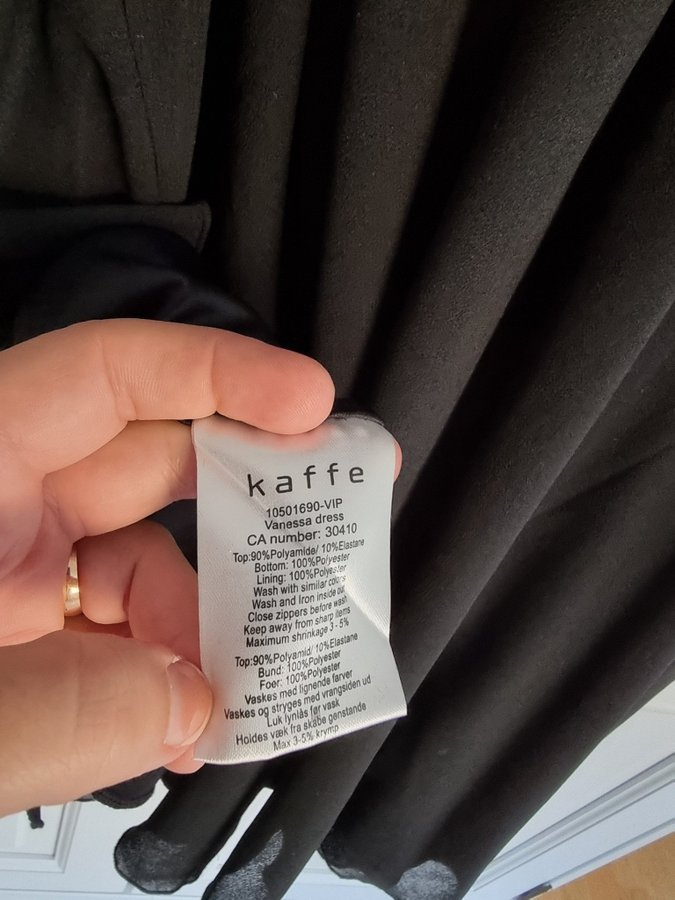 kaffe
10501690-VIP
Vanessa dress
CA number: 30410
Top:90%Polyamide/ 10%Elastane
Bottom: 100%Polyester
Lining: 100%Polyester
Wash with similar colors
Wash and Iron inside out
Close zippers before wash
Keep away from sharp items
Maximum shrinkage 3-5%
Top:90%Polyamid/ 10%Elastane
Bund: 100%Polyester
Foer: 100%Polyester
Vaskes med lignende farver
Vaskes og stryges med vrangsiden ud
Luk lynlås før vask
Holdes væk fra skabe genstande
Max 3-5% krymp